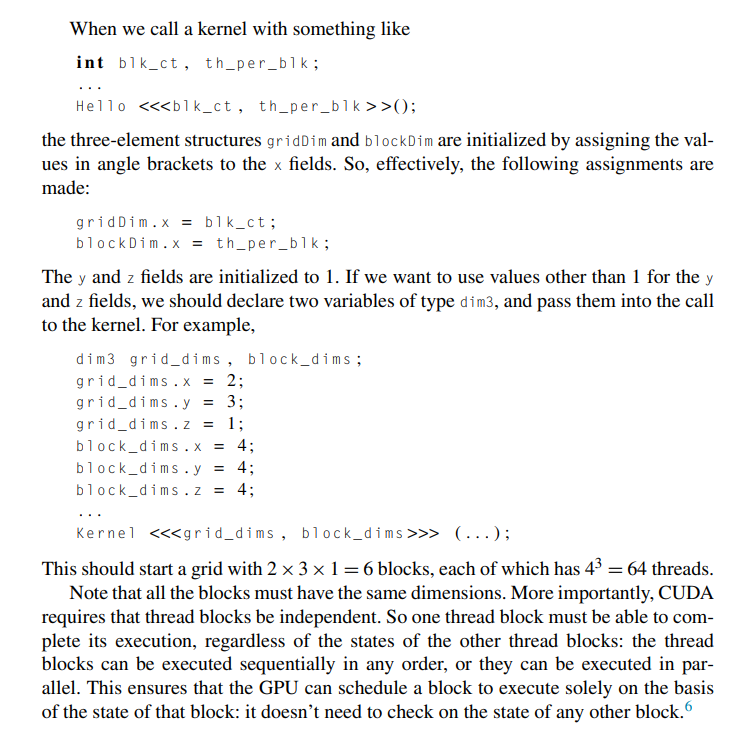 When we call a kernel with something like
int blk_ct, th_per_blk;
...
Hello <<<blk_ct, th_per_blk>>>();
the three-element structures gridDim and blockDim are initialized by assigning the val-
ues in angle brackets to the x fields. So, effectively, the following assignments are
made:
gridDim.x = blk_ct;
blockDim.x = th_per_blk;
The y and z fields are initialized to 1. If we want to use values other than 1 for the y
and z fields, we should declare two variables of type dim3, and pass them into the call
to the kernel. For example,
dim3 grid_dims, block_dims;
grid_dims.x = 2;
grid_dims.y = 3;
grid_dims.z = 1;
block_dims.x = 4;
block_dims.y = 4;
block_dims.z = 4;
...
Kernel <<<grid_dims, block_dims>>> (...);
This should start a grid with 2 × 3 × 1 = 6 blocks, each of which has 4³ = 64 threads.
Note that all the blocks must have the same dimensions. More importantly, CUDA
requires that thread blocks be independent. So one thread block must be able to com-
plete its execution, regardless of the states of the other thread blocks: the thread
blocks can be executed sequentially in any order, or they can be executed in par-
allel. This ensures that the GPU can schedule a block to execute solely on the basis
of the state of that block: it doesn't need to check on the state of any other block.⁶